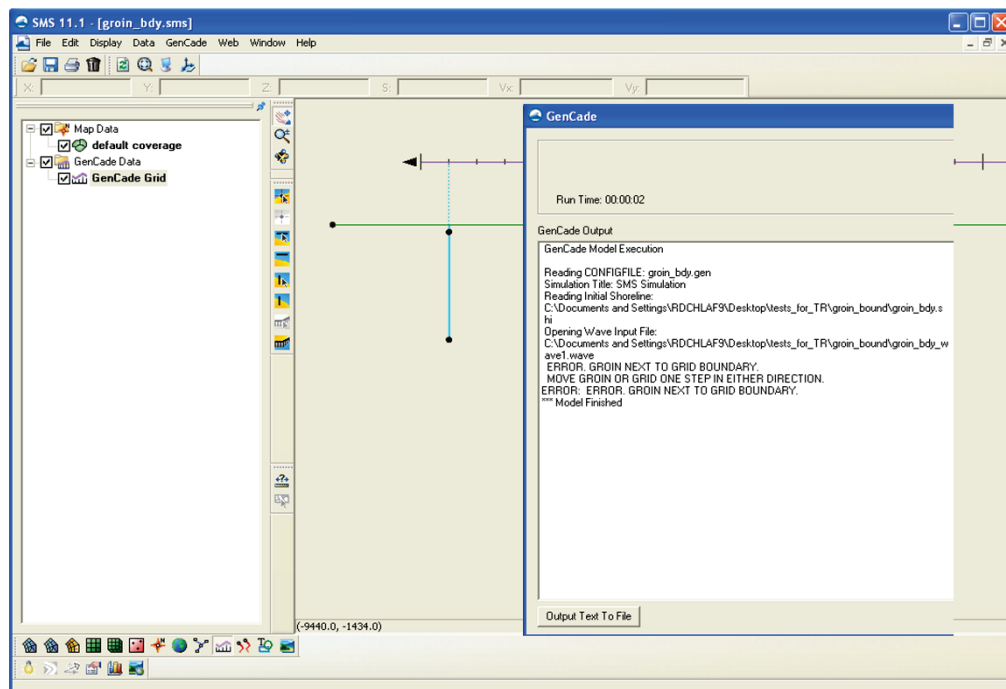 SMS 11.1 - [groin_bdy.sms]
File Edit Display Data GenCade Web Window Help
X: Y: Z: S: Vx: Vy:
Map Data
default coverage
GenCade Data
GenCade Grid
(-9440.0, -1434.0)
GenCade
Run Time: 00:00:02
GenCade Output
GenCade Model Execution
Reading CONFIGFILE: groin_bdy.gen
Simulation Title: SMS Simulation
Reading Initial Shoreline:
C:\Documents and Settings\RDCHLAF9\Desktop\tests_for_TR\groin_bound\groin_bdy.s
hi
Opening Wave Input File:
C:\Documents and Settings\RDCHLAF9\Desktop\tests_for_TR\groin_bound\groin_bdy_w
ave1.wave
ERROR. GROIN NEXT TO GRID BOUNDARY.
MOVE GROIN OR GRID ONE STEP IN EITHER DIRECTION.
ERROR: ERROR. GROIN NEXT TO GRID BOUNDARY.
*** Model Finished
Output Text To File